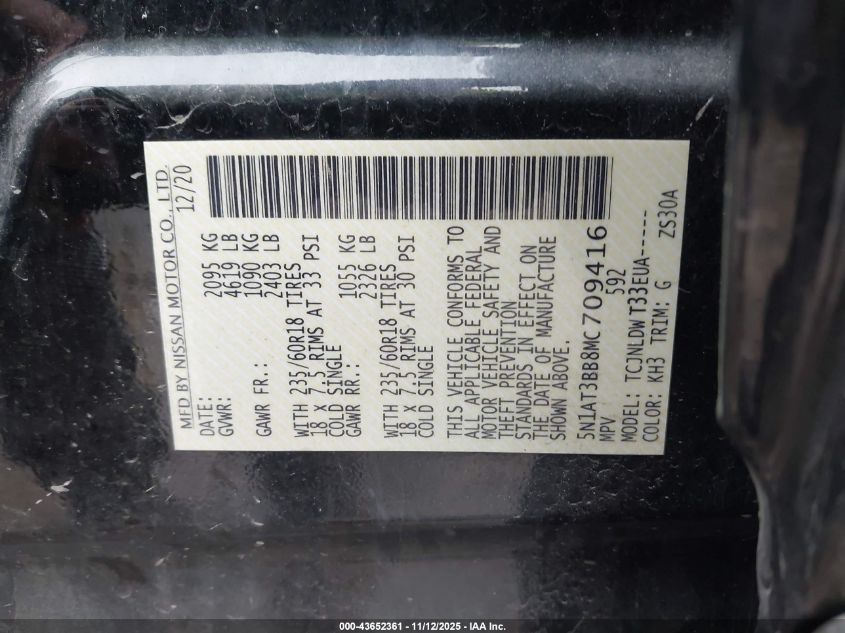 MFD BY NISSAN MOTOR CO., LTD.
DATE: 12/20
GVWR: 2095 KG
4619 LB
GAWR FR.: 1090 KG
2403 LB
WITH 235/60R18 TIRES
18 X 7.5 RIMS AT 33 PSI
COLD SINGLE
GAWR RR.: 1055 KG
2326 LB
WITH 235/60R18 TIRES
18 X 7.5 RIMS AT 30 PSI
COLD SINGLE
THIS VEHICLE CONFORMS TO
ALL APPLICABLE FEDERAL
MOTOR VEHICLE SAFETY AND
THEFT PREVENTION
STANDARDS IN EFFECT ON
THE DATE OF MANUFACTURE
SHOWN ABOVE.
5N1AT3BB8MC709416
MPV 592
MODEL: TCJNLDWT33EUA-----
COLOR: KH3 TRIM: G ZS30A
000-43652361 - 11/12/2025 - IAA Inc.